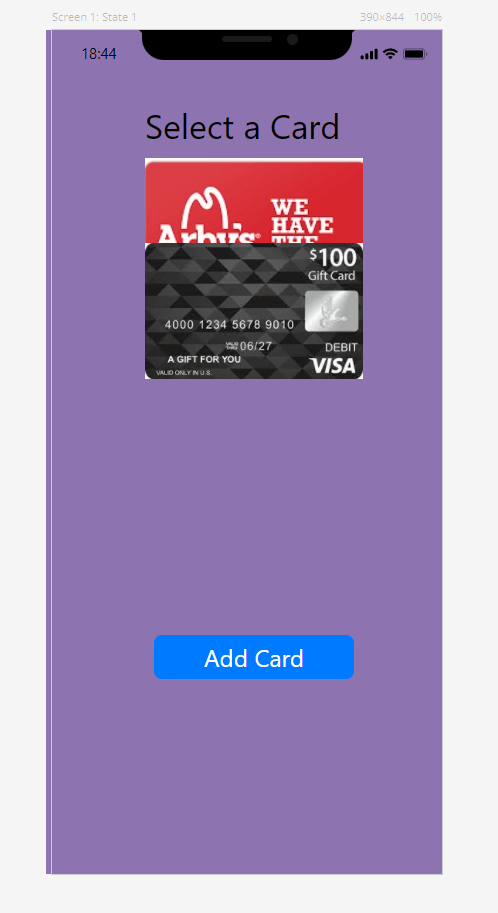 Screen 1: State 1 390×844 100%
18:44
Select a Card
Arby's®
WE
HAVE
THE
$100
Gift Card
4000 1234 5678 9010
VALID
THRU 06/27
DEBIT
A GIFT FOR YOU
VISA
VALID ONLY IN U.S.
Add Card